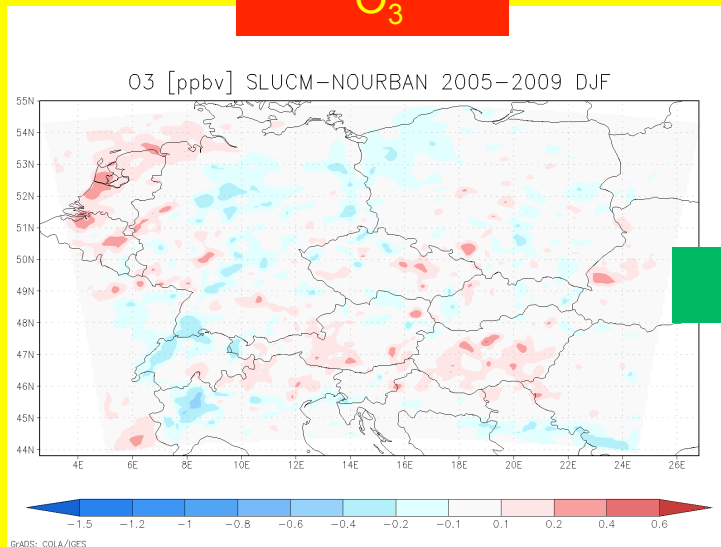 O3
O3 [ppbv] SLUCM-NOURBAN 2005-2009 DJF
55N
54N
53N
52N
51N
50N
49N
48N
47N
46N
45N
44N
4E 6E 8E 10E 12E 14E 16E 18E 20E 22E 24E 26E
-1.5 -1.2 -1 -0.8 -0.6 -0.4 -0.2 -0.1 0.1 0.2 0.4 0.6
GrADS: COLA/IGES